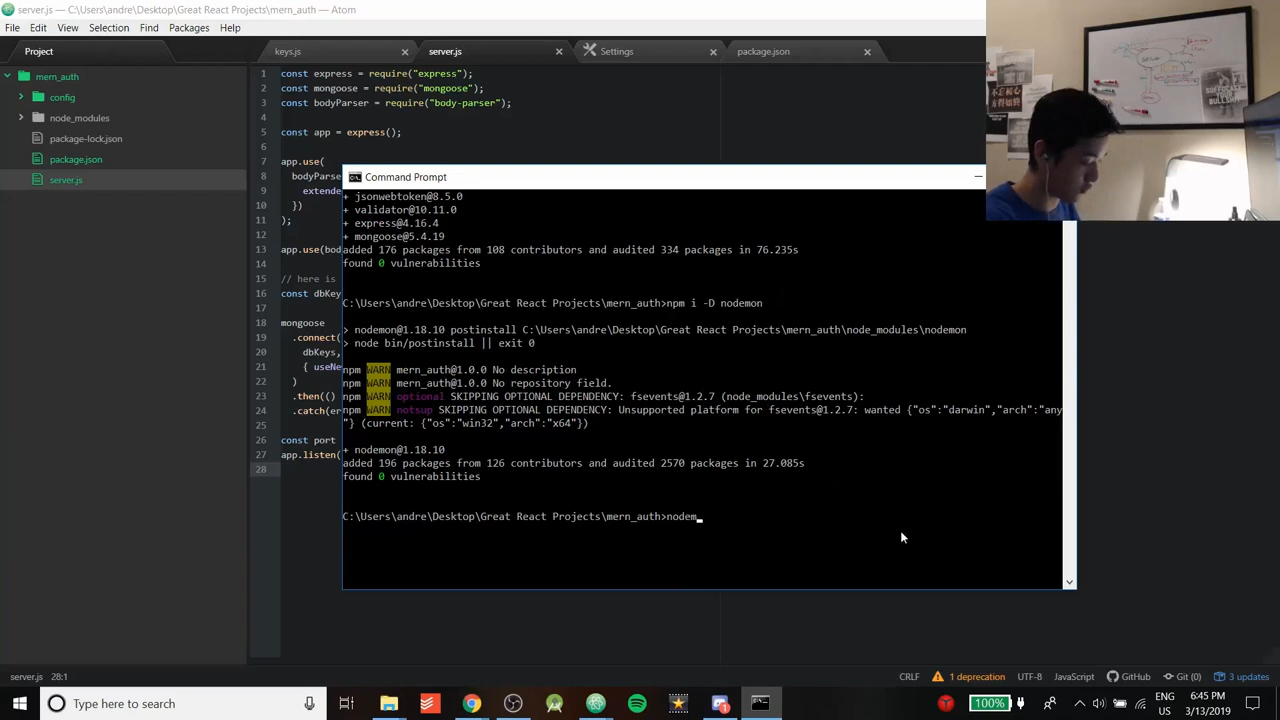 server.js — C:\Users\andre\Desktop\Great React Projects\mern_auth — Atom
File Edit View Selection Find Packages Help
Project
keys.js
server.js
Settings
package.json
mern_auth
config
node_modules
package-lock.json
package.json
server.js
1 const express = require("express");
2 const mongoose = require("mongoose");
3 const bodyParser = require("body-parser");
4
5 const app = express();
6
7 app.use(
8 bodyParse
9 extende
10 })
11 );
12
13 app.use(bod
14
15 // here is
16 const dbKey
17
18 mongoose
19 .connect(
20 dbKeys,
21 { useNe
22 )
23 .then(()
24 .catch(er
25
26 const port
27 app.listen(
28
Command Prompt
+ jsonwebtoken@8.5.0
+ validator@10.11.0
+ express@4.16.4
+ mongoose@5.4.19
added 176 packages from 108 contributors and audited 334 packages in 76.235s
found 0 vulnerabilities
C:\Users\andre\Desktop\Great React Projects\mern_auth>npm i -D nodemon
> nodemon@1.18.10 postinstall C:\Users\andre\Desktop\Great React Projects\mern_auth\node_modules\nodemon
> node bin/postinstall || exit 0
npm WARN mern_auth@1.0.0 No description
npm WARN mern_auth@1.0.0 No repository field.
npm WARN optional SKIPPING OPTIONAL DEPENDENCY: fsevents@1.2.7 (node_modules\fsevents):
npm WARN notsup SKIPPING OPTIONAL DEPENDENCY: Unsupported platform for fsevents@1.2.7: wanted {"os":"darwin","arch":"any
"} (current: {"os":"win32","arch":"x64"})
+ nodemon@1.18.10
added 196 packages from 126 contributors and audited 2570 packages in 27.085s
found 0 vulnerabilities
C:\Users\andre\Desktop\Great React Projects\mern_auth>nodem
SUFFOCATE
BULLSHIT
server.js 28:1
CRLF
1 deprecation
UTF-8
JavaScript
GitHub
Git (0)
3 updates
Type here to search
100%
ENG
US
6:45 PM
3/13/2019